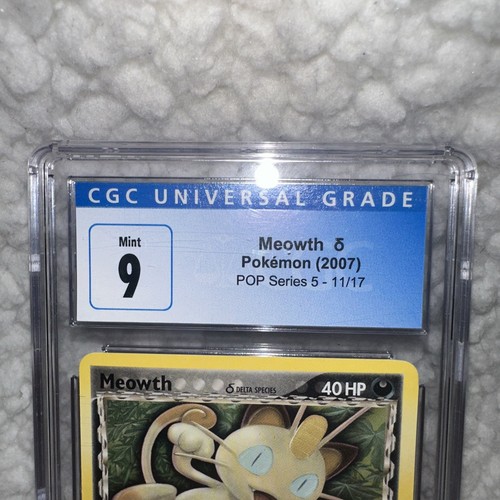 CGC UNIVERSAL GRADE
Mint
9
Meowth δ
Pokémon (2007)
POP Series 5 - 11/17
Meowth
δ DELTA SPECIES
40 HP